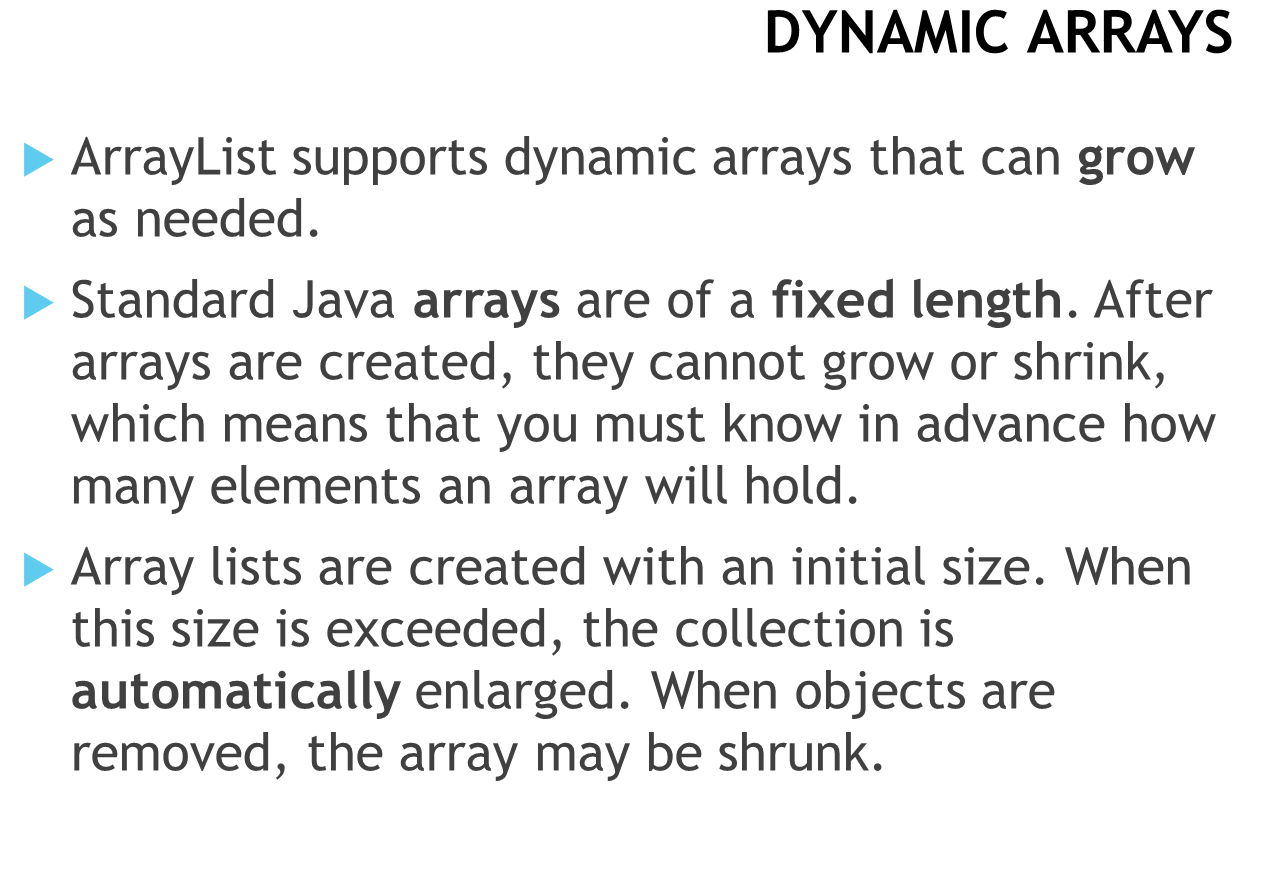 DYNAMIC ARRAYS
ArrayList supports dynamic arrays that can grow
as needed.
Standard Java arrays are of a fixed length. After
arrays are created, they cannot grow or shrink,
which means that you must know in advance how
many elements an array will hold.
Array lists are created with an initial size. When
this size is exceeded, the collection is
automatically enlarged. When objects are
removed, the array may be shrunk.